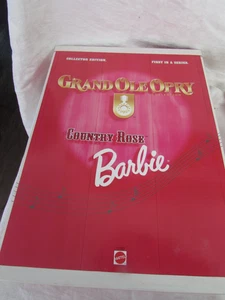 COLLECTOR EDITION FIRST IN A SERIES
GRAND OLE OPRY
COUNTRY ROSE
Barbie
MATTEL